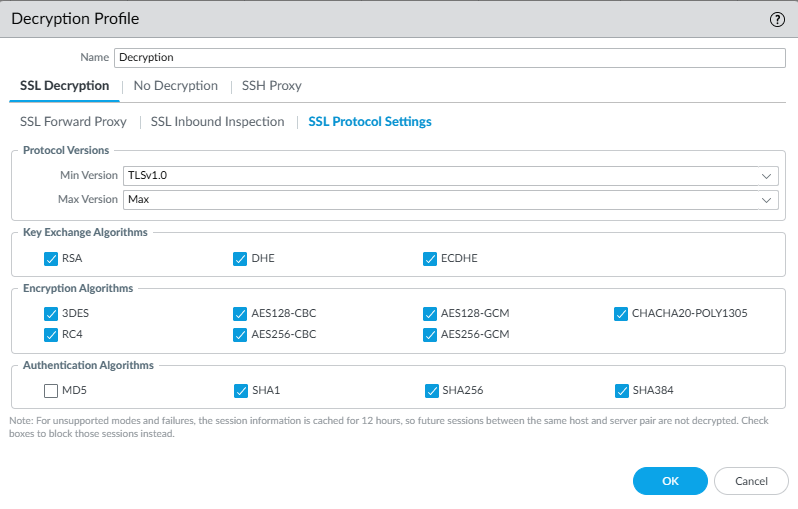 Decryption Profile
Name Decryption
SSL Decryption No Decryption SSH Proxy
SSL Forward Proxy SSL Inbound Inspection SSL Protocol Settings
Protocol Versions
Min Version TLSv1.0
Max Version Max
Key Exchange Algorithms
RSA DHE ECDHE
Encryption Algorithms
3DES AES128-CBC AES128-GCM CHACHA20-POLY1305
RC4 AES256-CBC AES256-GCM
Authentication Algorithms
MD5 SHA1 SHA256 SHA384
Note: For unsupported modes and failures, the session information is cached for 12 hours, so future sessions between the same host and server pair are not decrypted. Check
boxes to block those sessions instead.
OK Cancel